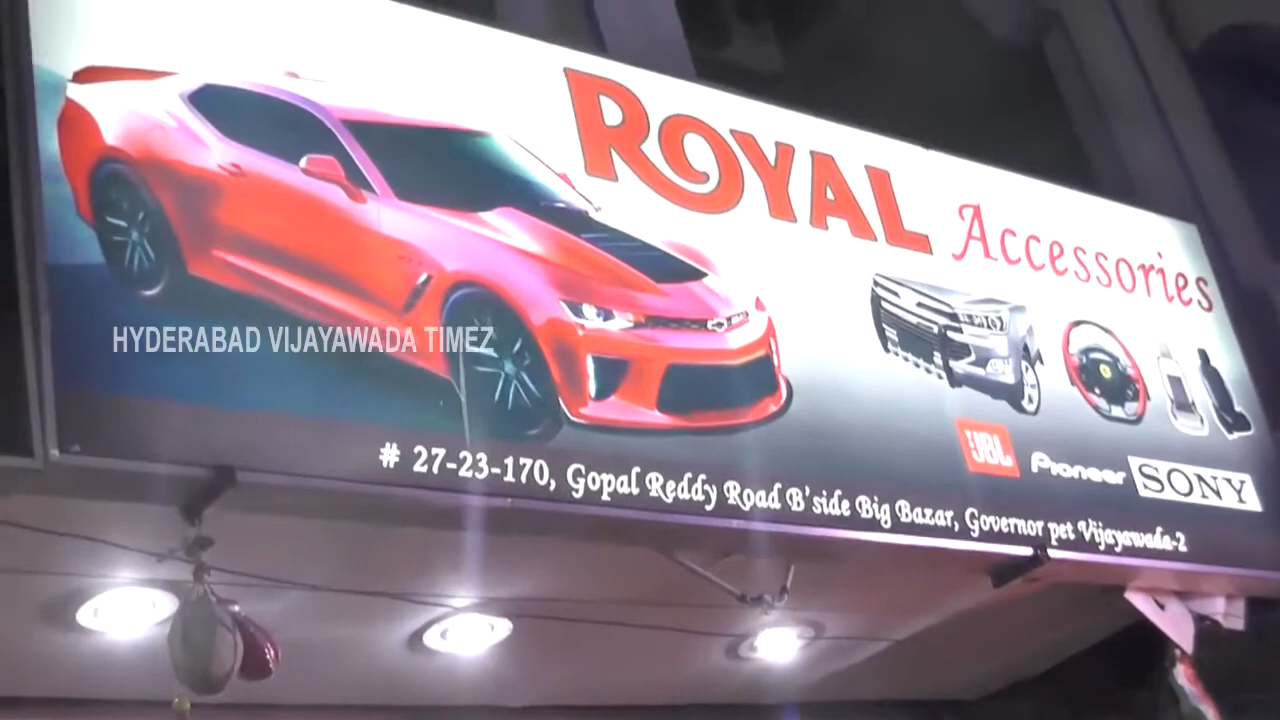 ROYAL Accessories
HYDERABAD VIJAYAWADA TIMEZ
JBL Pioneer SONY
# 27-23-170, Gopal Reddy Road B'side Big Bazar, Governor pet Vijayawada-2